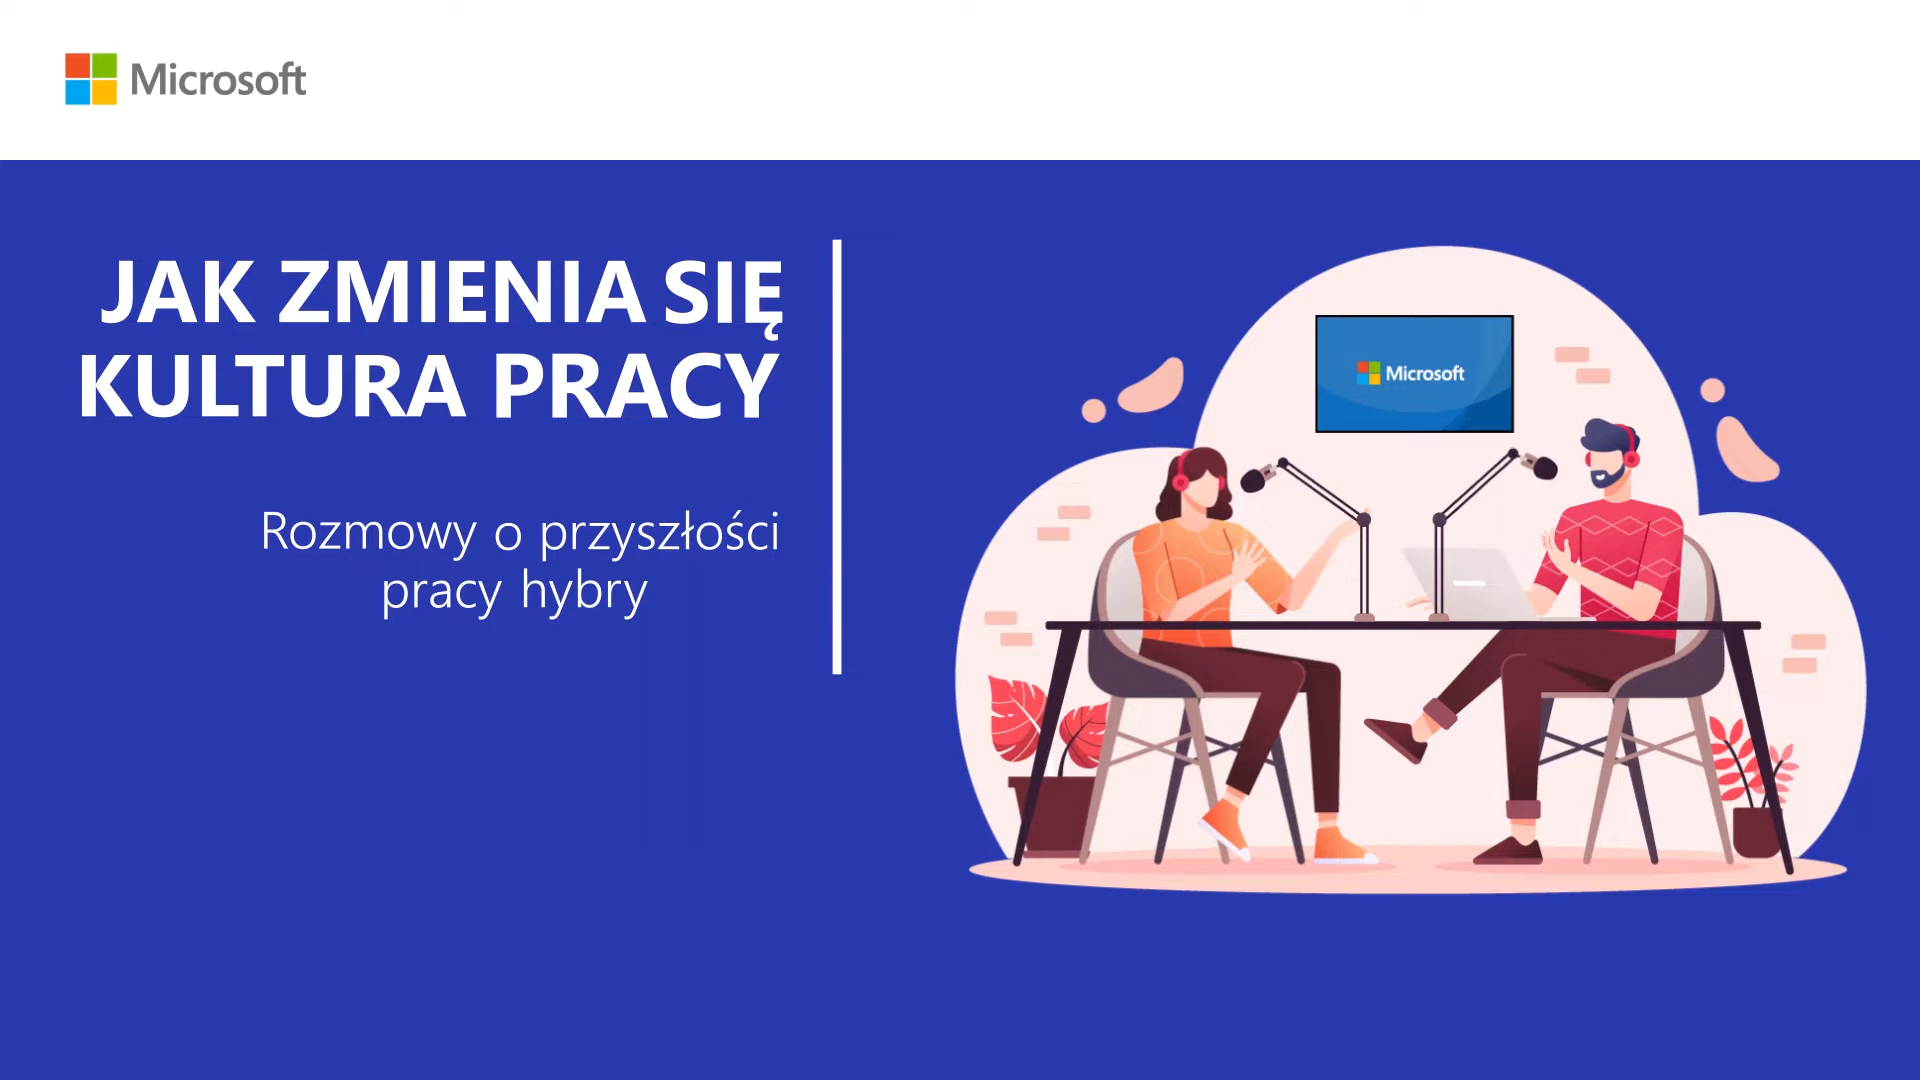 Microsoft
JAK ZMIENIA SIĘ
KULTURA PRACY
Rozmowy o przyszłości
pracy hybry
Microsoft